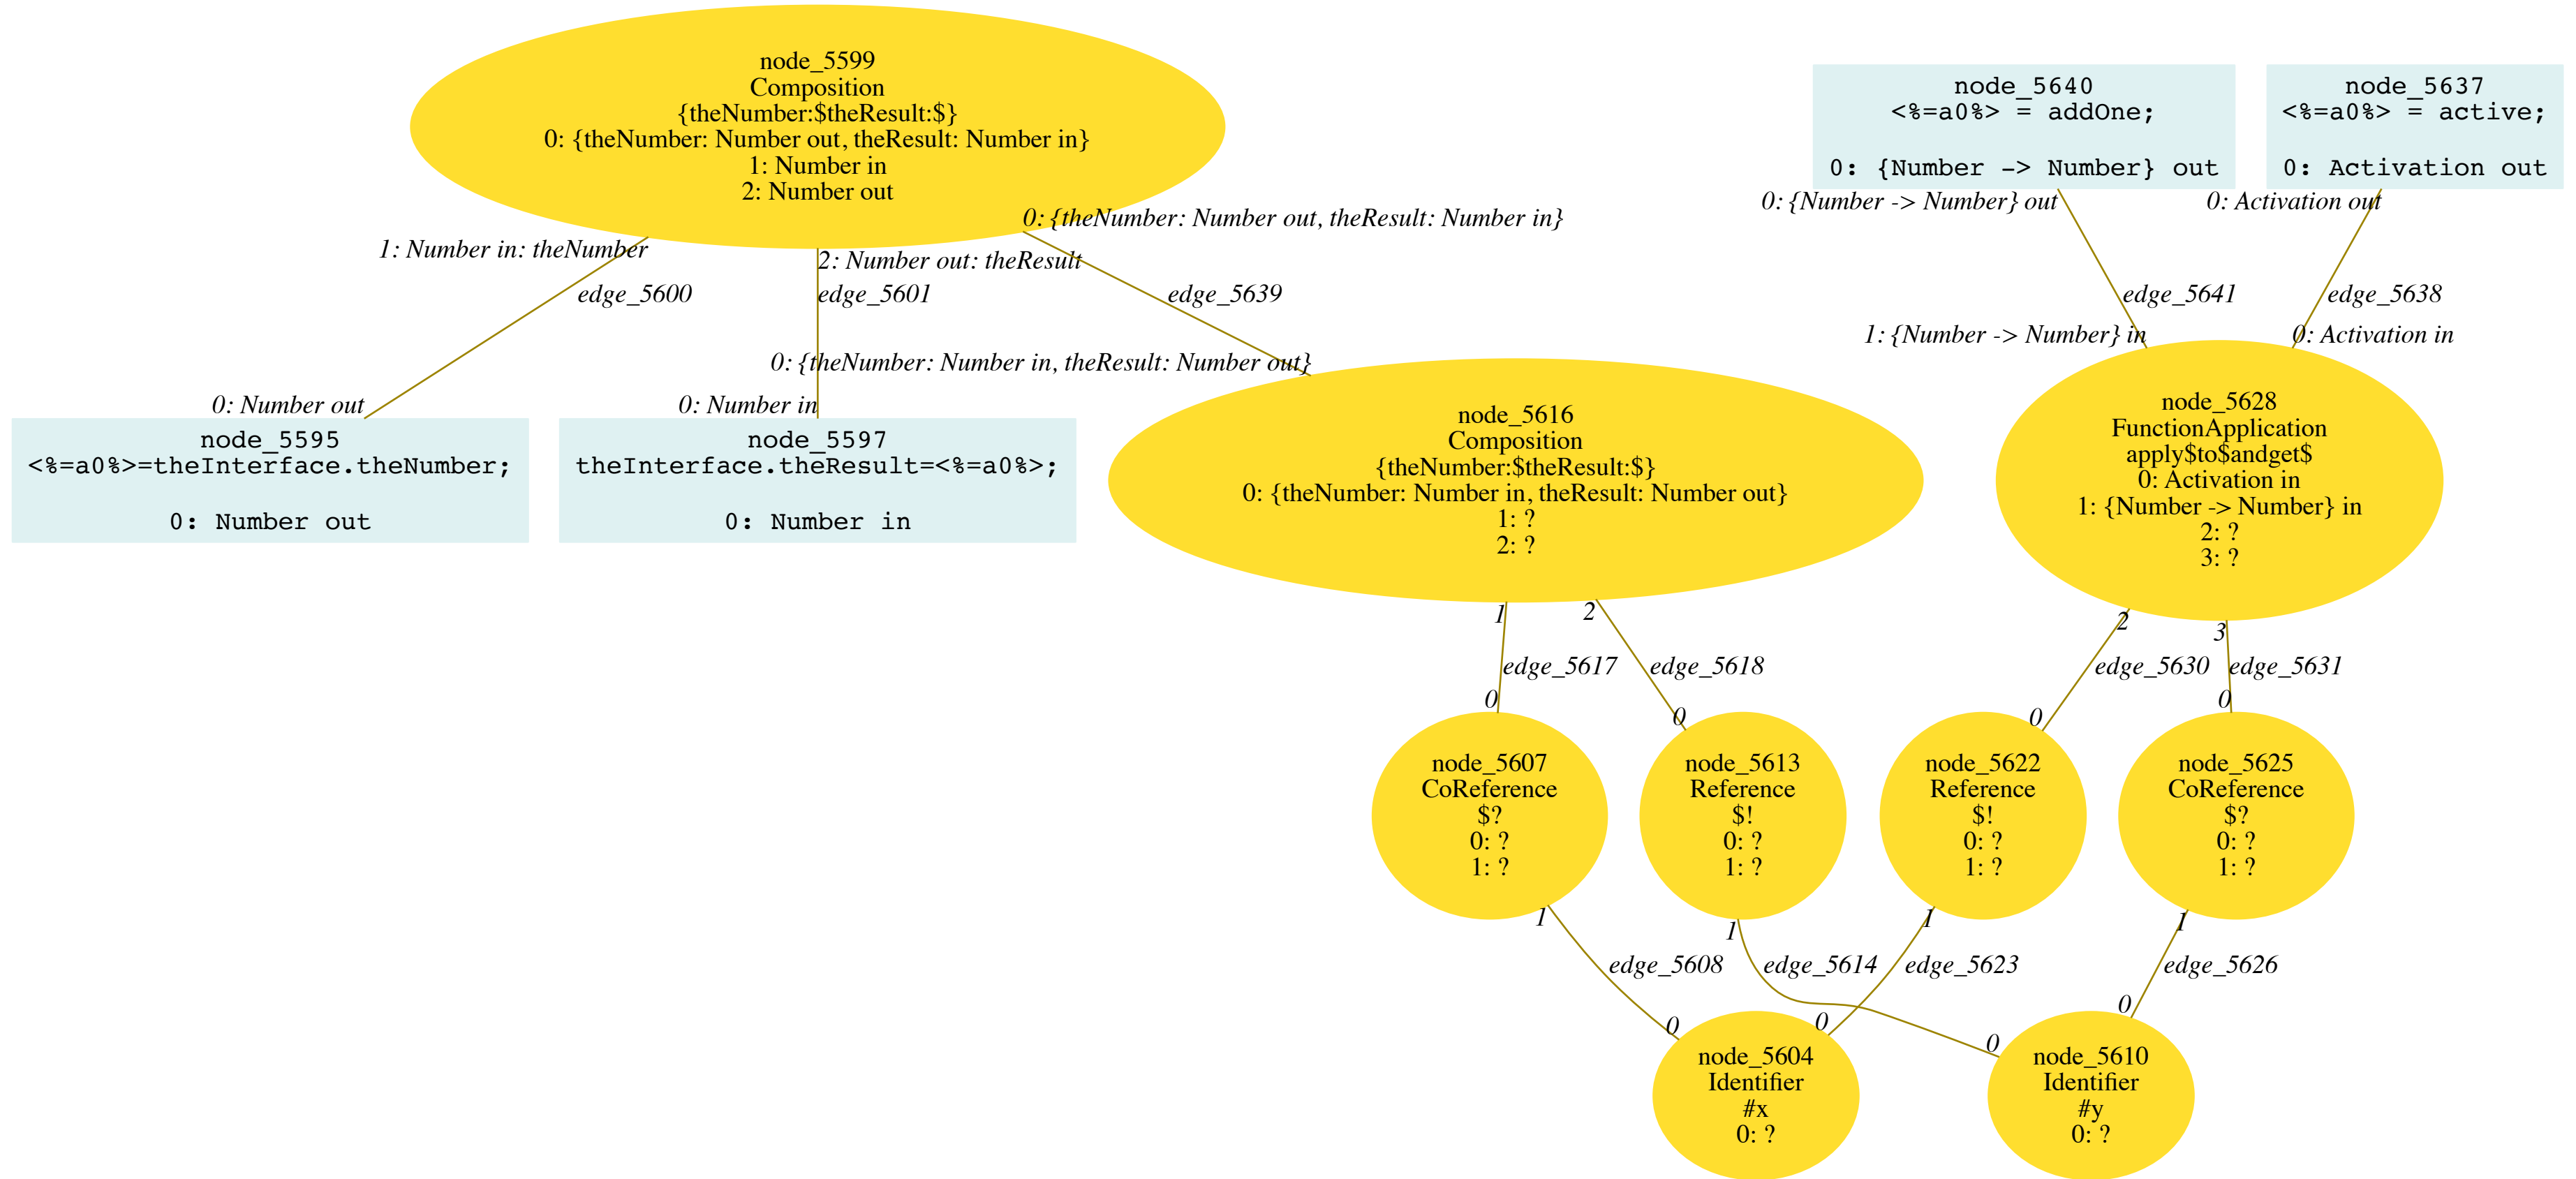 node_5599
Composition
{theNumber:$theResult:$}
0: {theNumber: Number out, theResult: Number in}
1: Number in
2: Number out
node_5640
<%=a0%> = addOne;
0: {Number -> Number} out
node_5637
<%=a0%> = active;
0: Activation out
0: {theNumber: Number out, theResult: Number in}
0: {Number -> Number} out
0: Activation out
1: Number in: theNumber
2: Number out: theResult
edge_5600
edge_5601
edge_5639
edge_5641
edge_5638
1: {Number -> Number} in
0: Activation in
0: {theNumber: Number in, theResult: Number out}
0: Number out
0: Number in
node_5595
<%=a0%>=theInterface.theNumber;
0: Number out
node_5597
theInterface.theResult=<%=a0%>;
0: Number in
node_5616
Composition
{theNumber:$theResult:$}
0: {theNumber: Number in, theResult: Number out}
1: ?
2: ?
node_5628
FunctionApplication
apply$to$andget$
0: Activation in
1: {Number -> Number} in
2: ?
3: ?
1
2
2
3
edge_5617
edge_5618
edge_5630
edge_5631
0
0
0
0
node_5607
CoReference
$?
0: ?
1: ?
node_5613
Reference
$!
0: ?
1: ?
node_5622
Reference
$!
0: ?
1: ?
node_5625
CoReference
$?
0: ?
1: ?
1
1
1
1
edge_5608
edge_5614
edge_5623
edge_5626
0
0
0
0
node_5604
Identifier
#x
0: ?
node_5610
Identifier
#y
0: ?